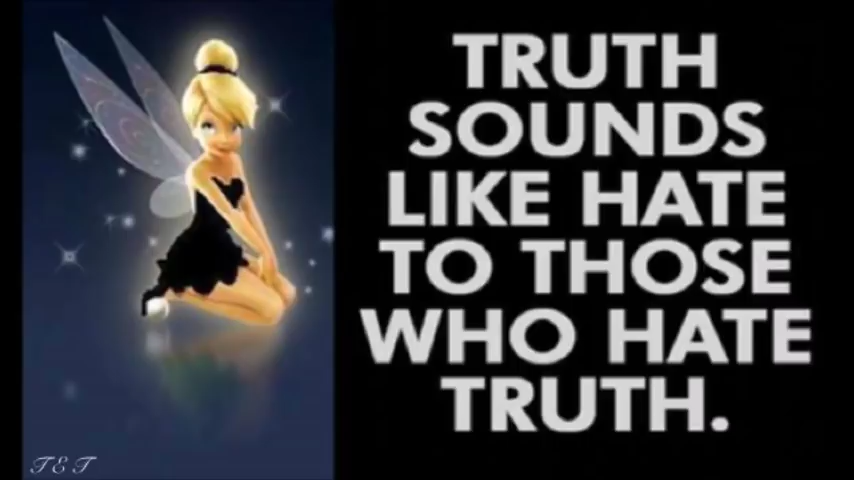 TRUTH
SOUNDS
LIKE HATE
TO THOSE
WHO HATE
TRUTH.
T E T